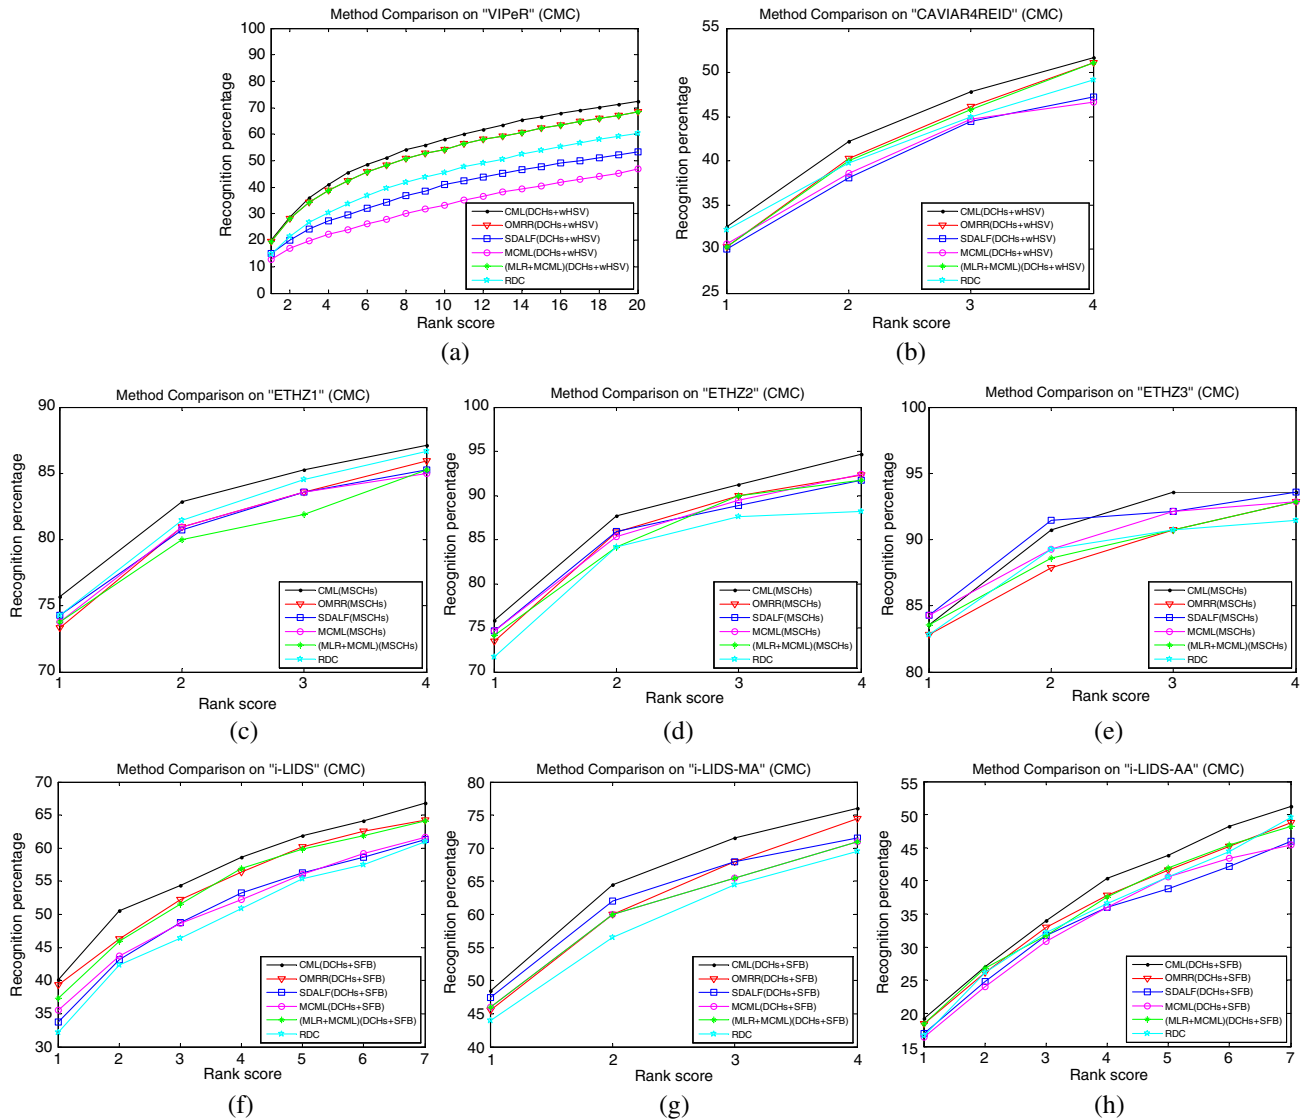 Method Comparison on "VIPeR" (CMC)
Recognition percentage
100
90
80
70
60
50
40
30
20
10
0
2 4 6 8 10 12 14 16 18 20
Rank score
CML(DCHs+wHSV)
OMRR(DCHs+wHSV)
SDALF(DCHs+wHSV)
MCML(DCHs+wHSV)
(MLR+MCML)(DCHs+wHSV)
RDC
(a)
Method Comparison on "CAVIAR4REID" (CMC)
Recognition percentage
55
50
45
40
35
30
25
1 2 3 4
Rank score
CML(DCHs+wHSV)
OMRR(DCHs+wHSV)
SDALF(DCHs+wHSV)
MCML(DCHs+wHSV)
(MLR+MCML)(DCHs+wHSV)
RDC
(b)
Method Comparison on "ETHZ1" (CMC)
Recognition percentage
90
85
80
75
70
1 2 3 4
Rank score
CML(MSCHs)
OMRR(MSCHs)
SDALF(MSCHs)
MCML(MSCHs)
(MLR+MCML)(MSCHs)
RDC
(c)
Method Comparison on "ETHZ2" (CMC)
Recognition percentage
100
95
90
85
80
75
70
1 2 3 4
Rank score
CML(MSCHs)
OMRR(MSCHs)
SDALF(MSCHs)
MCML(MSCHs)
(MLR+MCML)(MSCHs)
RDC
(d)
Method Comparison on "ETHZ3" (CMC)
Recognition percentage
100
95
90
85
80
1 2 3 4
Rank score
CML(MSCHs)
OMRR(MSCHs)
SDALF(MSCHs)
MCML(MSCHs)
(MLR+MCML)(MSCHs)
RDC
(e)
Method Comparison on "i-LIDS" (CMC)
Recognition percentage
70
65
60
55
50
45
40
35
30
1 2 3 4 5 6 7
Rank score
CML(DCHs+SFB)
OMRR(DCHs+SFB)
SDALF(DCHs+SFB)
MCML(DCHs+SFB)
(MLR+MCML)(DCHs+SFB)
RDC
(f)
Method Comparison on "i-LIDS-MA" (CMC)
Recognition percentage
80
75
70
65
60
55
50
45
40
1 2 3 4
Rank score
CML(DCHs+SFB)
OMRR(DCHs+SFB)
SDALF(DCHs+SFB)
MCML(DCHs+SFB)
(MLR+MCML)(DCHs+SFB)
RDC
(g)
Method Comparison on "i-LIDS-AA" (CMC)
Recognition percentage
55
50
45
40
35
30
25
20
15
1 2 3 4 5 6 7
Rank score
CML(DCHs+SFB)
OMRR(DCHs+SFB)
SDALF(DCHs+SFB)
MCML(DCHs+SFB)
(MLR+MCML)(DCHs+SFB)
RDC
(h)